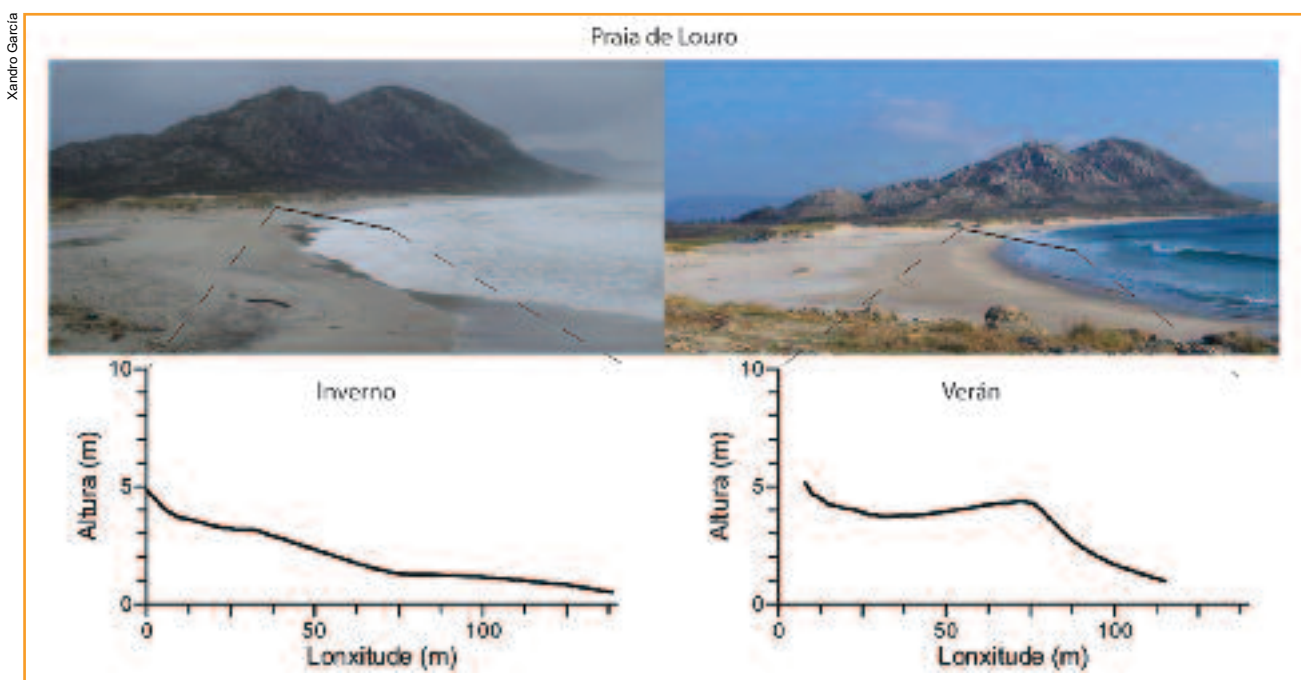 Xandro García
Praia de Louro
Inverno
10
5
0
Altura (m)
0 50 100
Lonxitude (m)
Verán
10
5
0
Altura (m)
0 50 100
Lonxitude (m)